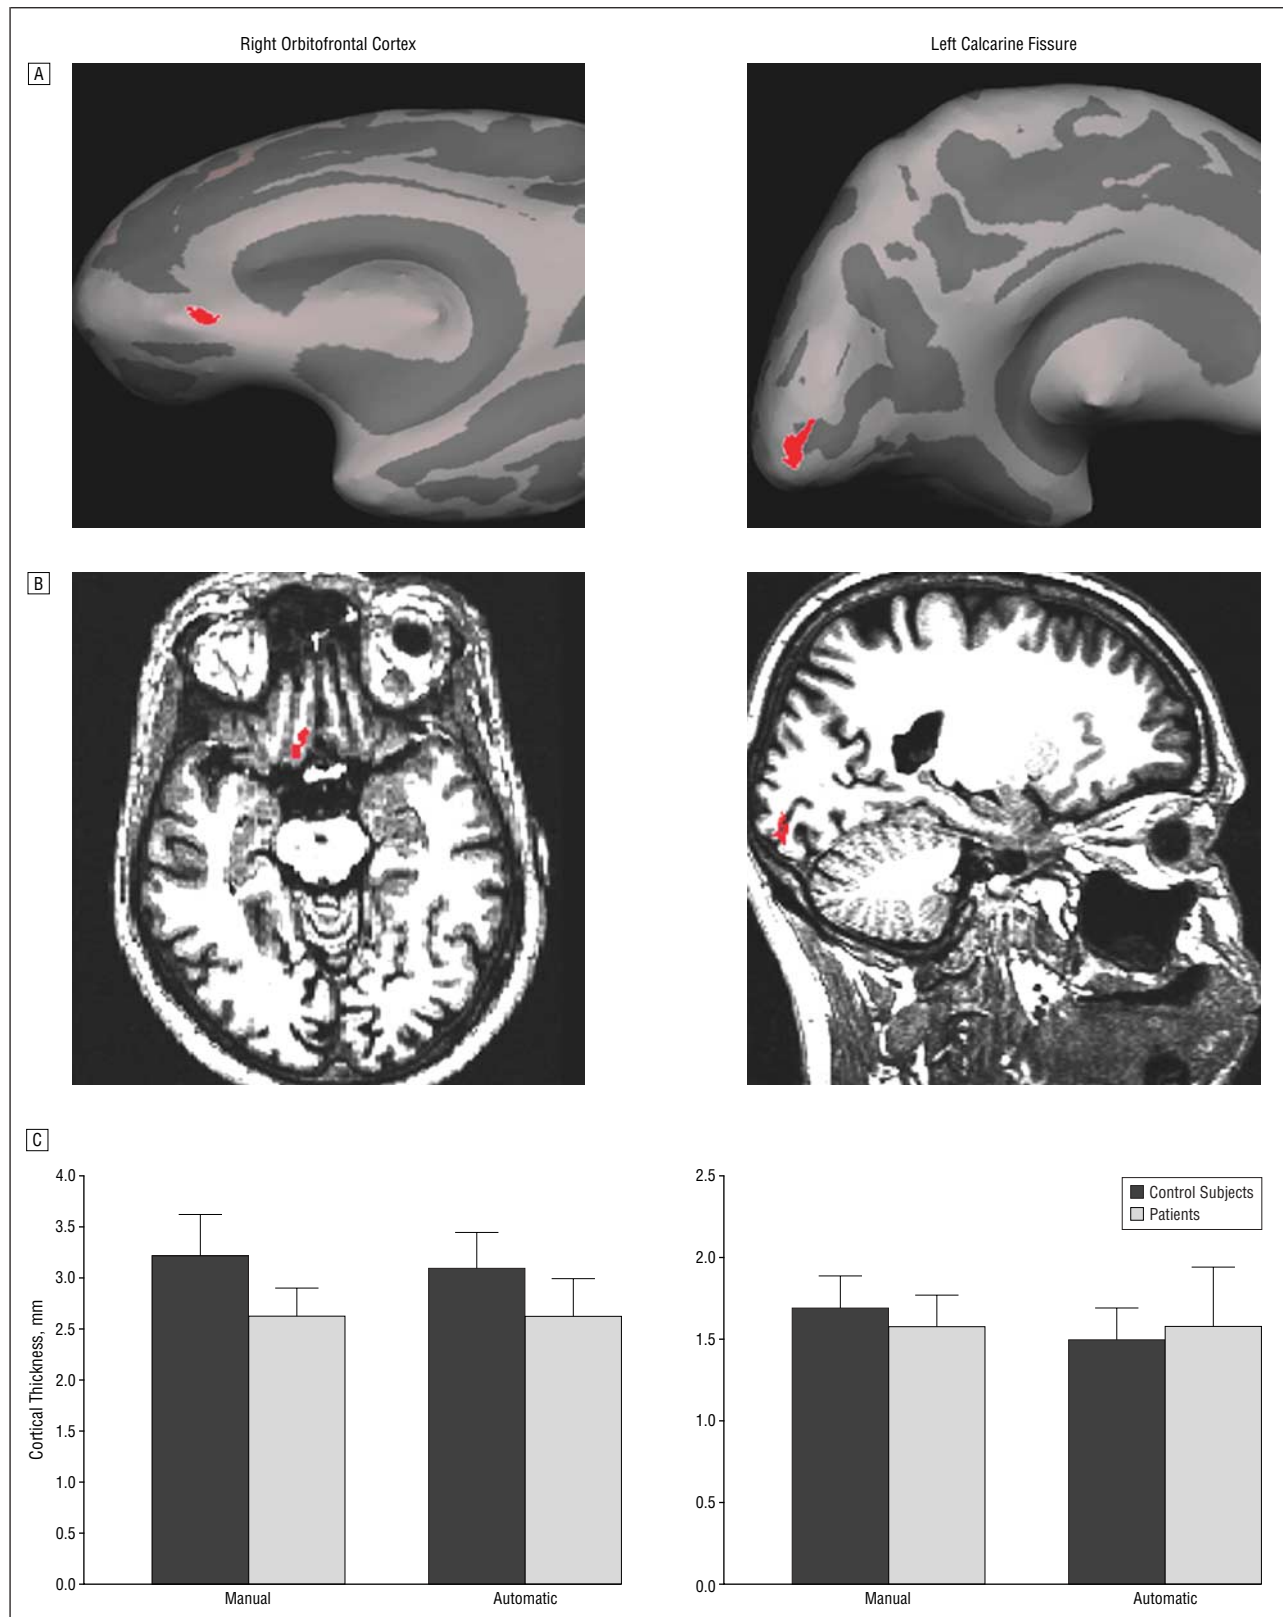 Right Orbitofrontal Cortex
Left Calcarine Fissure
A
B
C
Cortical Thickness, mm
4.0
3.5
3.0
2.5
2.0
1.5
1.0
0.5
0.0
Manual
Automatic
2.5
2.0
1.5
1.0
0.5
0.0
Control Subjects
Patients
Manual
Automatic